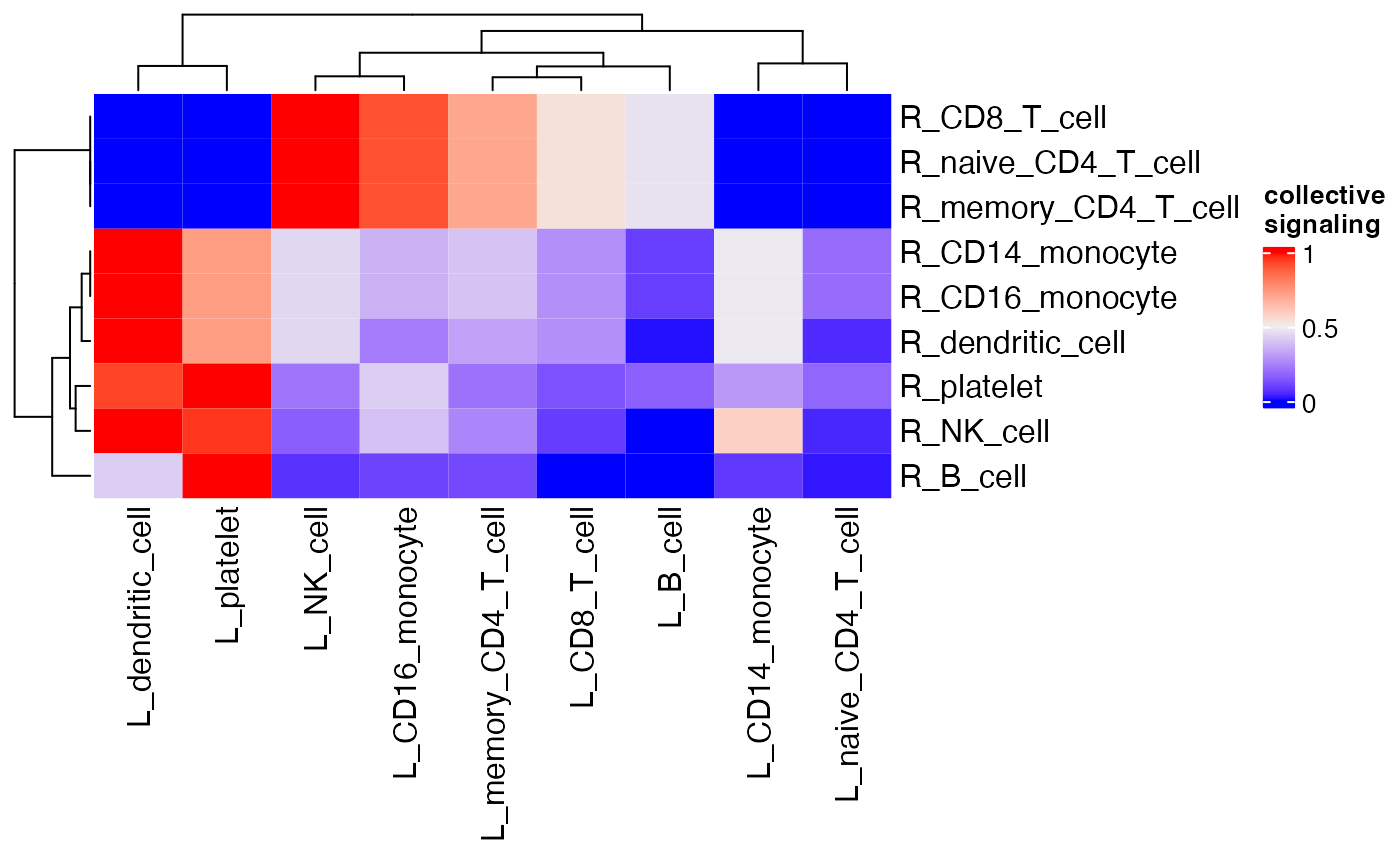 R_CD8_T_cell
R_naive_CD4_T_cell
R_memory_CD4_T_cell
R_CD14_monocyte
R_CD16_monocyte
R_dendritic_cell
R_platelet
R_NK_cell
R_B_cell
collective
signaling
1
0.5
0
L_dendritic_cell
L_platelet
L_NK_cell
L_CD16_monocyte
L_memory_CD4_T_cell
L_CD8_T_cell
L_B_cell
L_CD14_monocyte
L_naive_CD4_T_cell